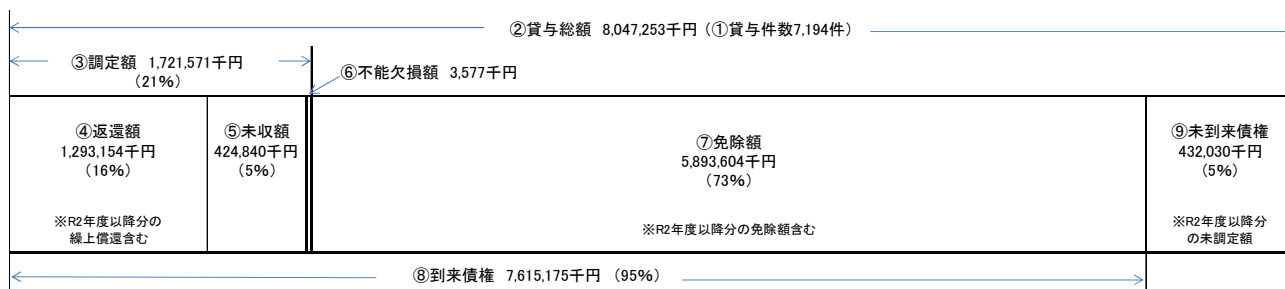 ②貸与総額 8,047,253千円（①貸与件数7,194件）
③調定額 1,721,571千円
（21%）
⑥不能欠損額 3,577千円
④返還額
1,293,154千円
（16%）
※R2年度以降分の
繰上償還含む
⑤未収額
424,840千円
（5%）
⑦免除額
5,893,604千円
（73%）
※R2年度以降分の免除額含む
⑨未到来債権
432,030千円
（5%）
※R2年度以降分
の未調定額
⑧到来債権 7,615,175千円 （95%）